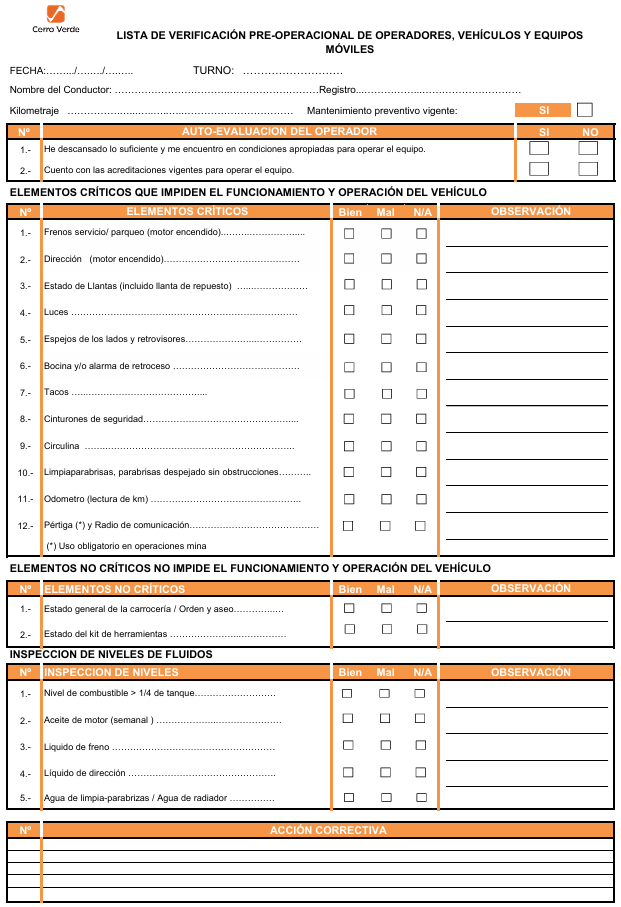 Cerro Verde
LISTA DE VERIFICACIÓN PRE-OPERACIONAL DE OPERADORES, VEHÍCULOS Y EQUIPOS
MÓVILES
FECHA:……../……../…….. TURNO: ………………………
Nombre del Conductor: ……………………………………………………Registro...……………………………………
Kilometraje ………………………………………………… Mantenimiento preventivo vigente: SI
Nº AUTO-EVALUACION DEL OPERADOR SI NO
1.- He descansado lo suficiente y me encuentro en condiciones apropiadas para operar el equipo.
2.- Cuento con las acreditaciones vigentes para operar el equipo.
ELEMENTOS CRÍTICOS QUE IMPIDEN EL FUNCIONAMIENTO Y OPERACIÓN DEL VEHÍCULO
Nº ELEMENTOS CRÍTICOS Bien Mal N/A OBSERVACIÓN
1.- Frenos servicio/ parqueo (motor encendido)…………………......
2.- Dirección (motor encendido)………………………………………
3.- Estado de Llantas (incluido llanta de repuesto) …..………………
4.- Luces …………………………………………………………………
5.- Espejos de los lados y retrovisores…………………………………
6.- Bocina y/o alarma de retroceso ……………………………………
7.- Tacos …...…………………………………...
8.- Cinturones de seguridad…………………………………………....
9.- Circulina ……………………………………………………………..
10.- Limpiaparabrisas, parabrisas despejado sin obstrucciones……….
11.- Odometro (lectura de km) …………………………………………..
12.- Pértiga (*) y Radio de comunicación……………………………………
(*) Uso obligatorio en operaciones mina
ELEMENTOS NO CRÍTICOS NO IMPIDE EL FUNCIONAMIENTO Y OPERACIÓN DEL VEHÍCULO
Nº ELEMENTOS NO CRÍTICOS Bien Mal N/A OBSERVACIÓN
1.- Estado general de la carrocería / Orden y aseo…………..…
2.- Estado del kit de herramientas …………………………………
INSPECCION DE NIVELES DE FLUIDOS
Nº INSPECCION DE NIVELES Bien Mal N/A OBSERVACIÓN
1.- Nivel de combustible > 1/4 de tanque………………………
2.- Aceite de motor (semanal ) ……………………………………
3.- Liquido de freno ………………………………………………
4.- Líquido de dirección ………………………………………….
5.- Agua de limpia-parabrizas / Agua de radiador ……………
Nº ACCIÓN CORRECTIVA